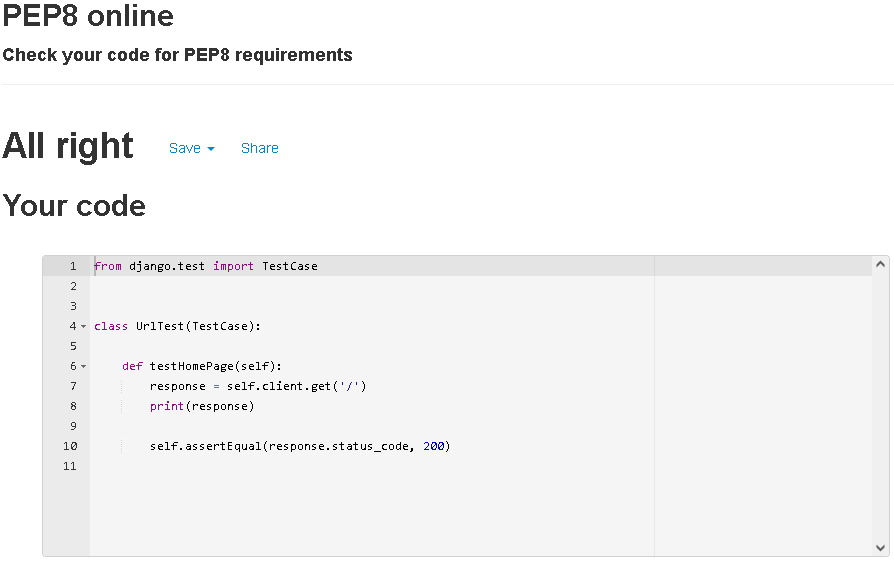 PEP8 online
Check your code for PEP8 requirements
All right Save Share
Your code
1 from django.test import TestCase
2
3
4 class UrlTest(TestCase):
5
6     def testHomePage(self):
7         response = self.client.get('/')
8         print(response)
9
10         self.assertEqual(response.status_code, 200)
11